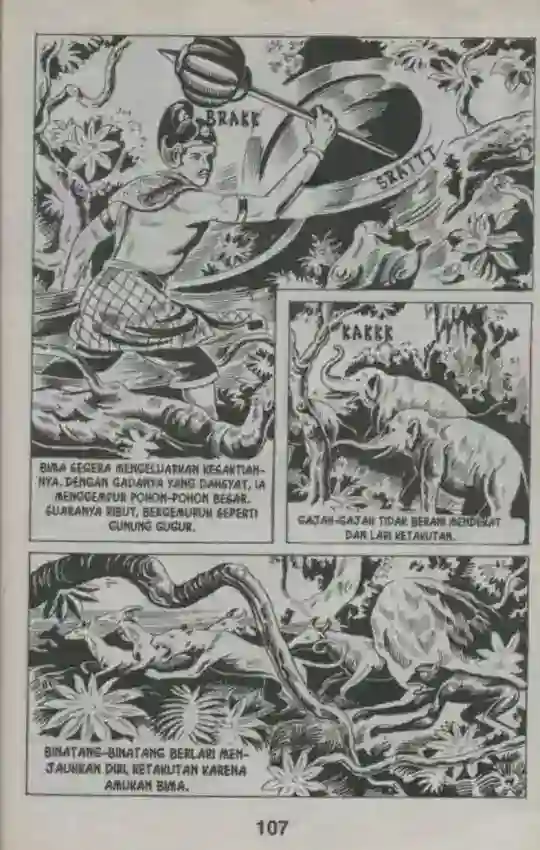 BRAKK
SRATTT
BIMA SEGERA MENGELUARKAN KESAKTIAN-
NYA. DENGAN GADANYA YANG DAHSYAT, IA
MENGGEMPUR POHON-POHON BESAR.
SUARANYA RIBUT, BERGEMURUH SEPERTI
GUNUNG GUGUR.
KAKKK
GAJAH-GAJAH TIDAK BERANI MENDEKAT
DAN LARI KETAKUTAN.
BINATANG-BINATANG BERLARI MEN-
JAUHKAN DIRI, KETAKUTAN KARENA
AMUKAN BIMA.
107